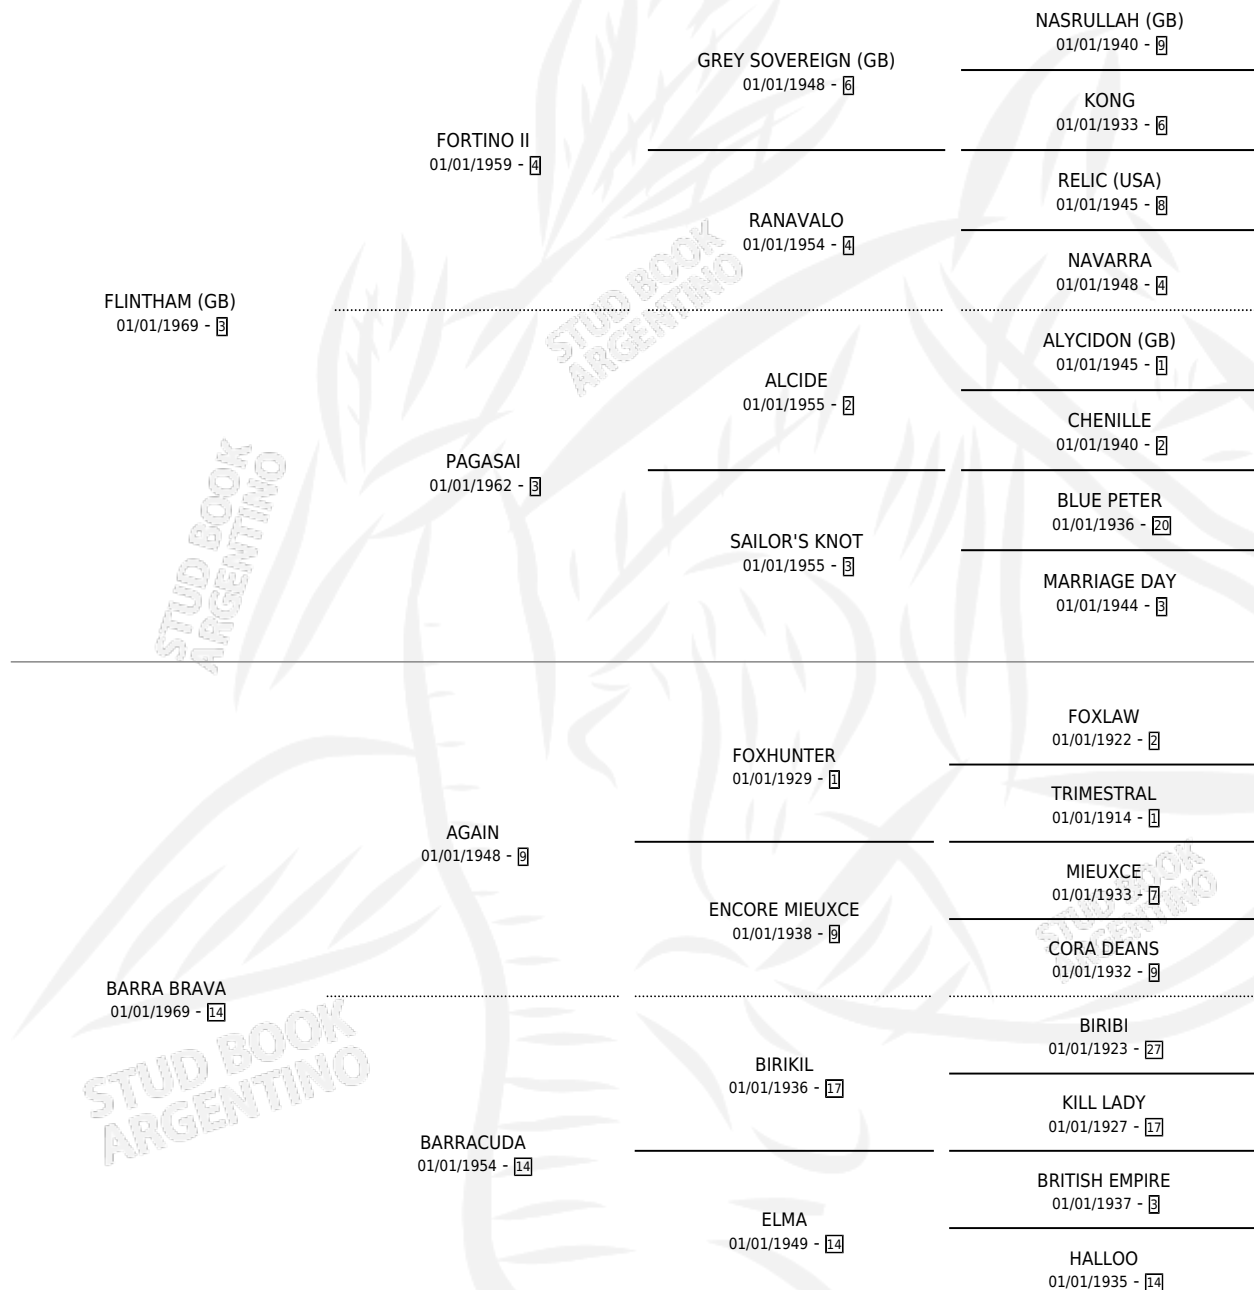 NASRULLAH (GB)
01/01/1940 - 9
GREY SOVEREIGN (GB)
01/01/1948 - 6
KONG
01/01/1933 - 6
FORTINO II
01/01/1959 - 4
RELIC (USA)
01/01/1945 - 8
RANAVALO
01/01/1954 - 4
NAVARRA
01/01/1948 - 4
FLINTHAM (GB)
01/01/1969 - 3
ALYCIDON (GB)
01/01/1945 - 1
ALCIDE
01/01/1955 - 2
CHENILLE
01/01/1940 - 2
PAGASAI
01/01/1962 - 3
BLUE PETER
01/01/1936 - 20
SAILOR'S KNOT
01/01/1955 - 3
MARRIAGE DAY
01/01/1944 - 3
FOXLAW
01/01/1922 - 2
FOXHUNTER
01/01/1929 - 1
TRIMESTRAL
01/01/1914 - 1
AGAIN
01/01/1948 - 9
MIEUXCE
01/01/1933 - 7
ENCORE MIEUXCE
01/01/1938 - 9
CORA DEANS
01/01/1932 - 9
BARRA BRAVA
01/01/1969 - 14
BIRIBI
01/01/1923 - 27
BIRIKIL
01/01/1936 - 17
KILL LADY
01/01/1927 - 17
BARRACUDA
01/01/1954 - 14
BRITISH EMPIRE
01/01/1937 - 3
ELMA
01/01/1949 - 14
HALLOO
01/01/1935 - 14
STUD BOOK
ARGENTINO
STUD BOOK
ARGENTINO
STUD BOOK
ARGENTINO
STUD BOOK
ARGENTINO